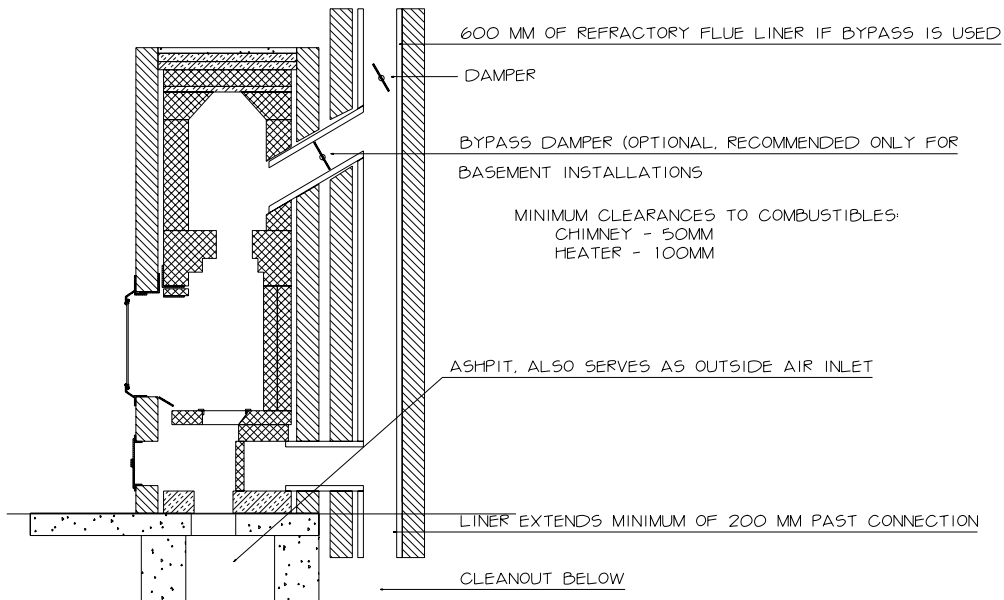 600 MM OF REFRACTORY FLUE LINER IF BYPASS IS USED
DAMPER
BYPASS DAMPER (OPTIONAL, RECOMMENDED ONLY FOR
BASEMENT INSTALLATIONS
MINIMUM CLEARANCES TO COMBUSTIBLES:
CHIMNEY - 50MM
HEATER - 100MM
ASHPIT, ALSO SERVES AS OUTSIDE AIR INLET
LINER EXTENDS MINIMUM OF 200 MM PAST CONNECTION
CLEANOUT BELOW